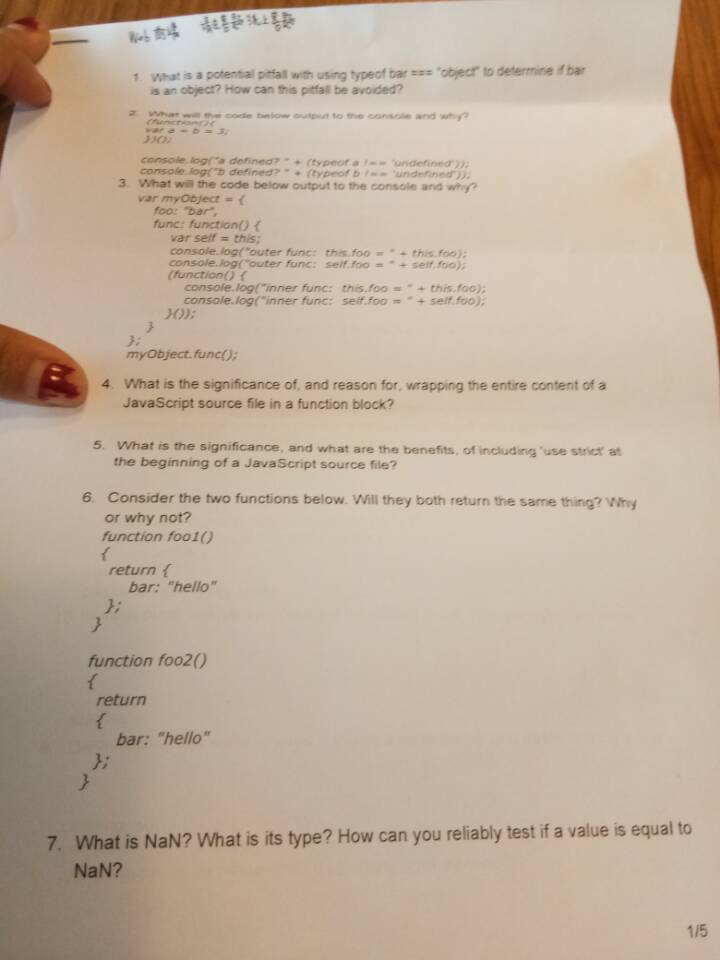 Web 前端 請在答題紙上答題
1. What is a potential pitfall with using typeof bar === "object" to determine if bar
is an object? How can this pitfall be avoided?
2. What will the code below output to the console and why?
(function(){
var a = b = 3;
})();
console.log("a defined? " + (typeof a !== 'undefined'));
console.log("b defined? " + (typeof b !== 'undefined'));
3. What will the code below output to the console and why?
var myObject = {
foo: "bar",
func: function() {
var self = this;
console.log("outer func:  this.foo = " + this.foo);
console.log("outer func:  self.foo = " + self.foo);
(function() {
console.log("inner func:  this.foo = " + this.foo);
console.log("inner func:  self.foo = " + self.foo);
}());
}
};
myObject.func();
4. What is the significance of, and reason for, wrapping the entire content of a
JavaScript source file in a function block?
5. What is the significance, and what are the benefits, of including 'use strict' at
the beginning of a JavaScript source file?
6. Consider the two functions below. Will they both return the same thing? Why
or why not?
function foo1()
{
return {
bar: "hello"
};
}
function foo2()
{
return
{
bar: "hello"
};
}
7. What is NaN? What is its type? How can you reliably test if a value is equal to
NaN?
1/5